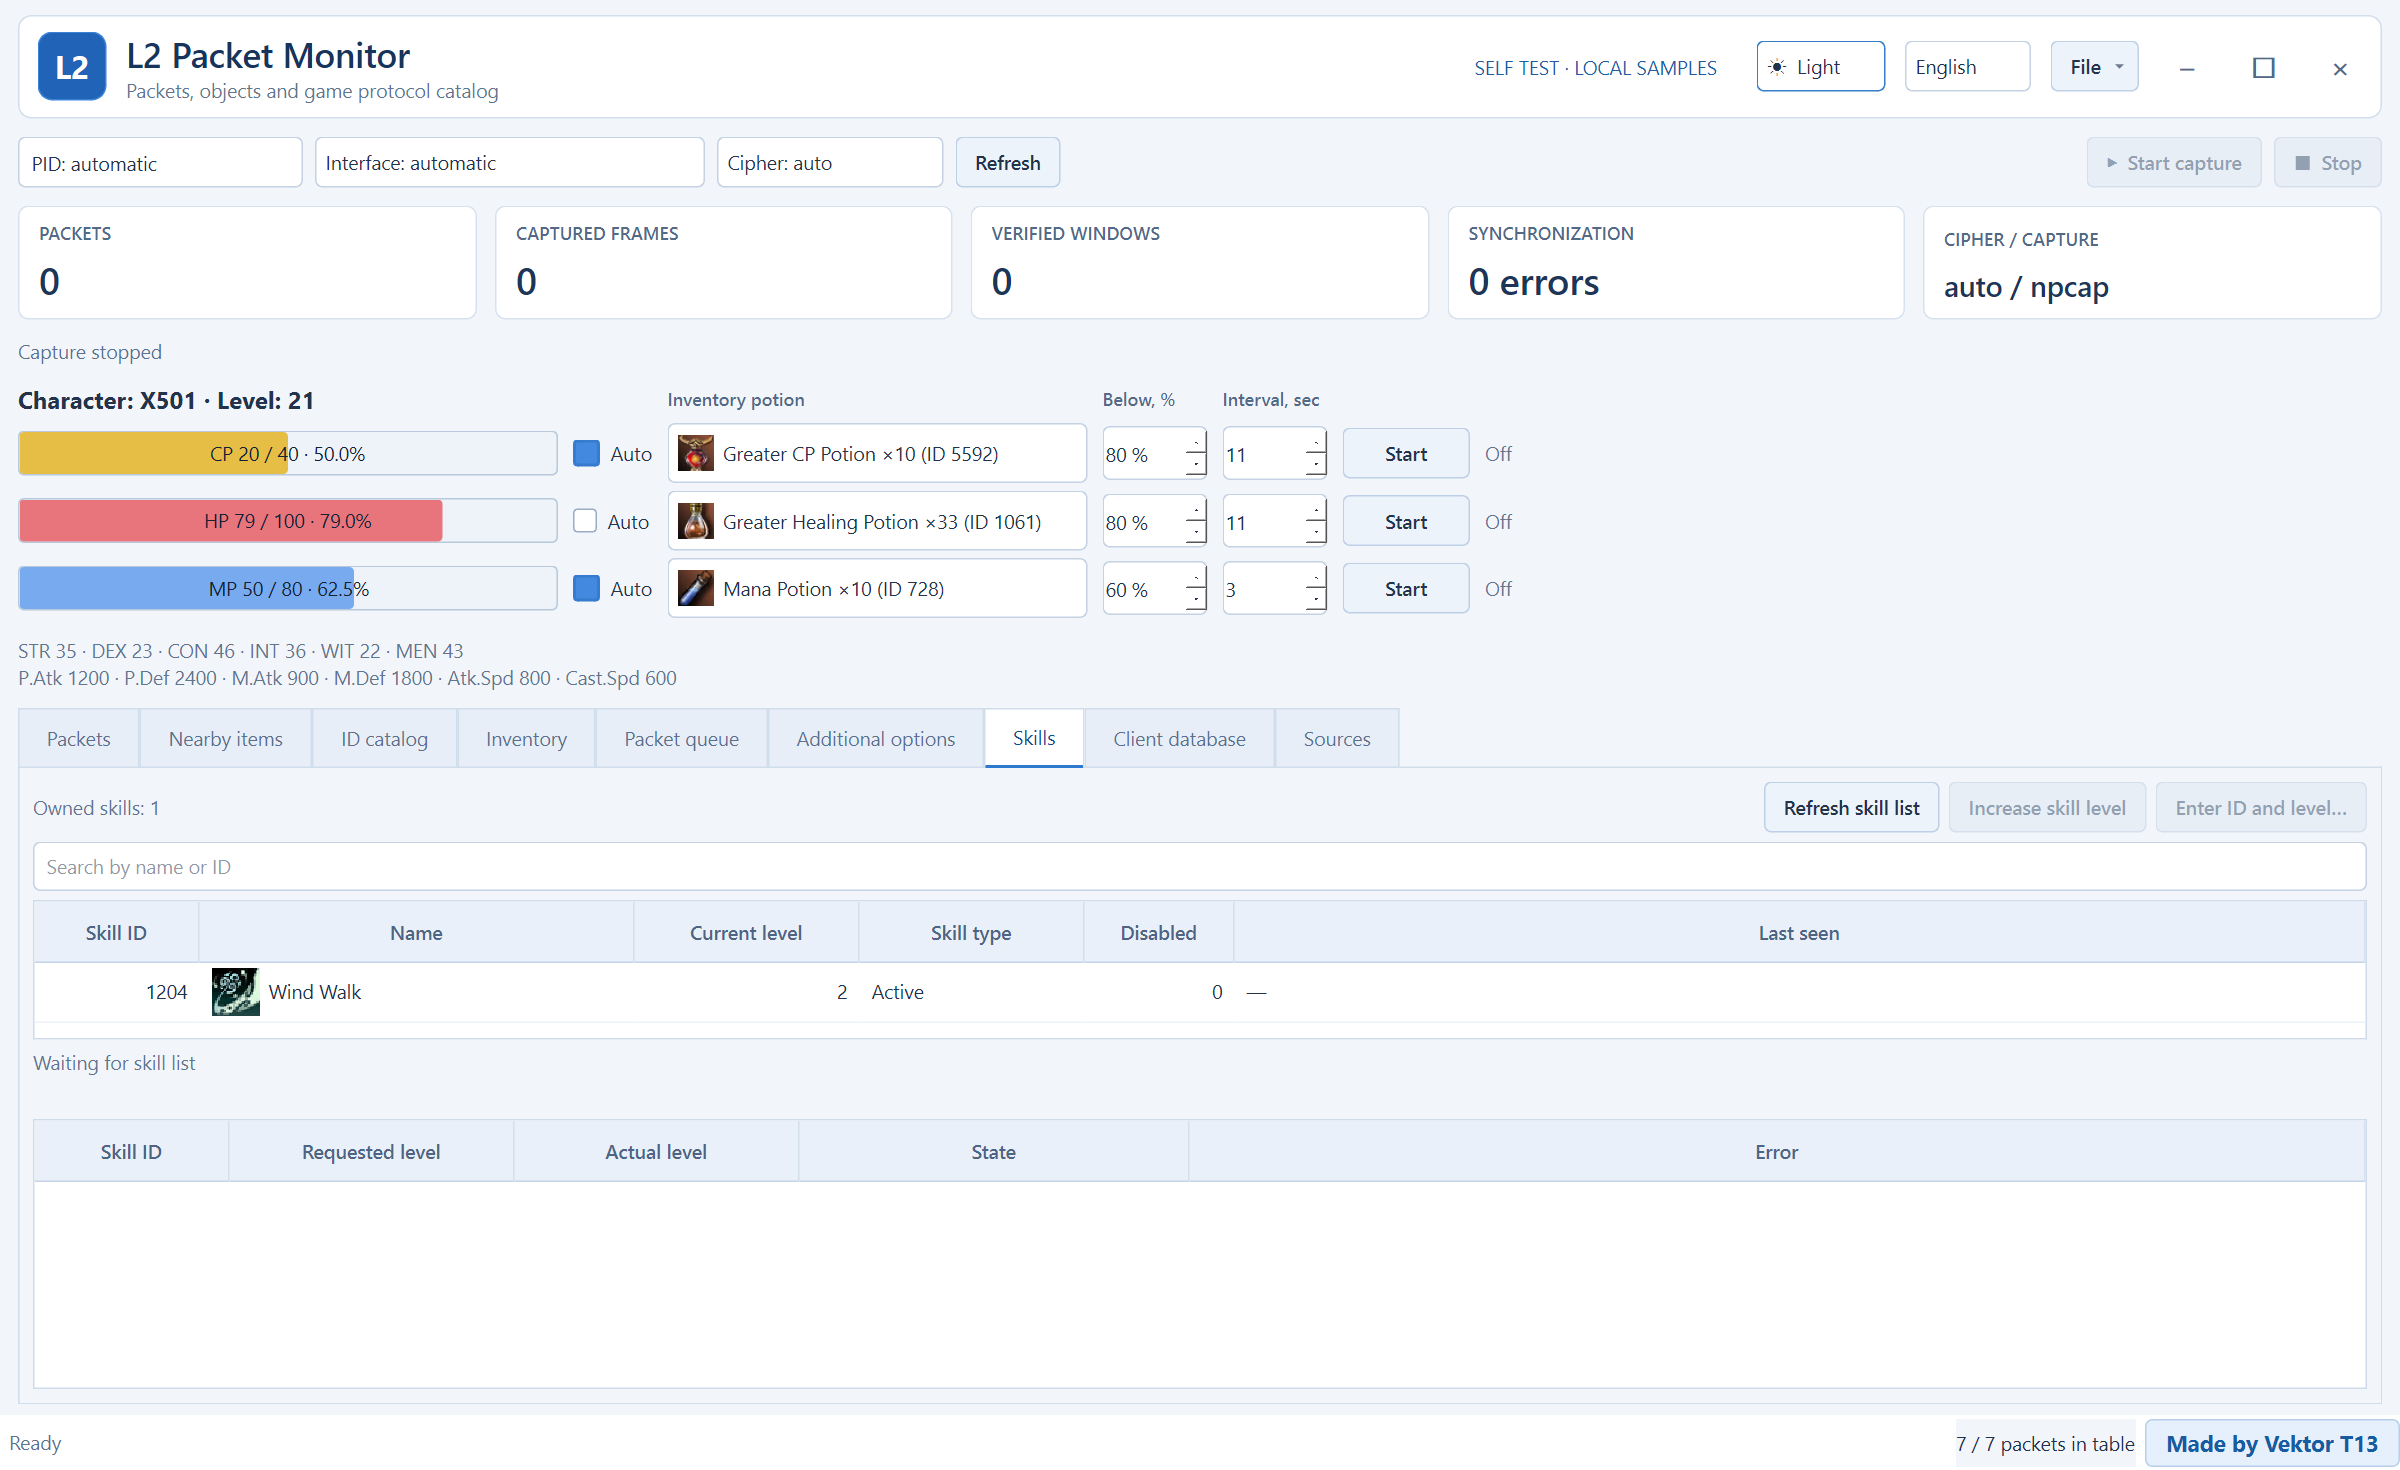 L2
L2 Packet Monitor
Packets, objects and game protocol catalog
SELF TEST · LOCAL SAMPLES
Light
English
File
PID: automatic
Interface: automatic
Cipher: auto
Refresh
Start capture
Stop
PACKETS
0
CAPTURED FRAMES
0
VERIFIED WINDOWS
0
SYNCHRONIZATION
0 errors
CIPHER / CAPTURE
auto / npcap
Capture stopped
Character: X501 · Level: 21
Inventory potion
Below, %
Interval, sec
CP 20 / 40 · 50.0%
Auto
Greater CP Potion ×10 (ID 5592)
80 %
11
Start
Off
HP 79 / 100 · 79.0%
Auto
Greater Healing Potion ×33 (ID 1061)
80 %
11
Start
Off
MP 50 / 80 · 62.5%
Auto
Mana Potion ×10 (ID 728)
60 %
3
Start
Off
STR 35 · DEX 23 · CON 46 · INT 36 · WIT 22 · MEN 43
P.Atk 1200 · P.Def 2400 · M.Atk 900 · M.Def 1800 · Atk.Spd 800 · Cast.Spd 600
Packets
Nearby items
ID catalog
Inventory
Packet queue
Additional options
Skills
Client database
Sources
Owned skills: 1
Refresh skill list
Increase skill level
Enter ID and level...
Search by name or ID
Skill ID
Name
Current level
Skill type
Disabled
Last seen
1204
Wind Walk
2
Active
0
—
Waiting for skill list
Skill ID
Requested level
Actual level
State
Error
Ready
7 / 7 packets in table
Made by Vektor T13